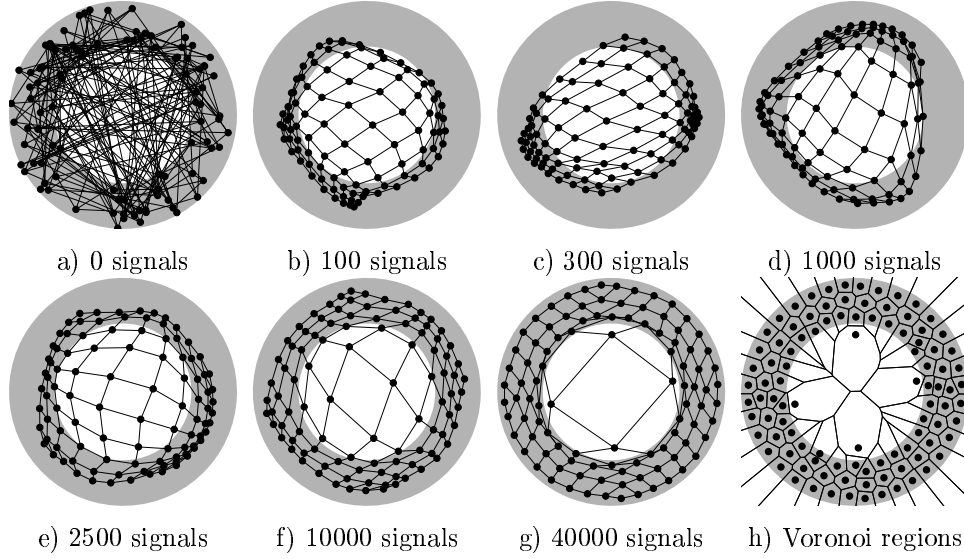 a) 0 signals
b) 100 signals
c) 300 signals
d) 1000 signals
e) 2500 signals
f) 10000 signals
g) 40000 signals
h) Voronoi regions